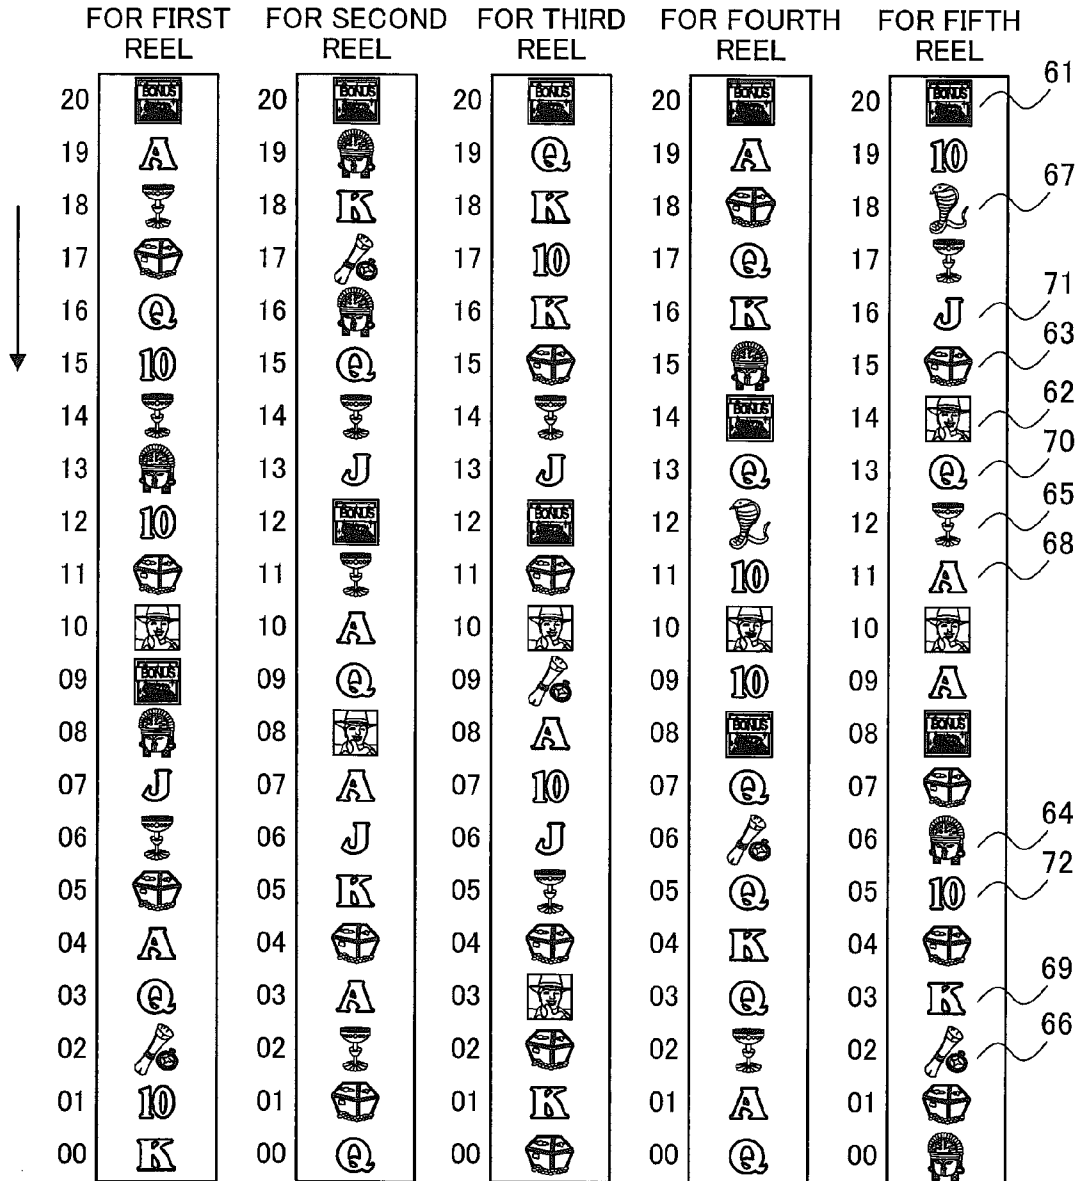 FOR FIRST REEL FOR SECOND REEL FOR THIRD REEL FOR FOURTH REEL FOR FIFTH REEL
20 BONUS 20 BONUS 20 BONUS 20 BONUS 20 BONUS 61
19 A 19 19 Q 19 A 19 10
18 18 K 18 K 18 18 67
17 17 17 10 17 Q 17
16 Q 16 16 K 16 K 16 J 71
15 10 15 Q 15 15 15 63
14 14 14 14 BONUS 14 62
13 13 J 13 J 13 Q 13 Q 70
12 10 12 BONUS 12 BONUS 12 12 65
11 11 11 11 10 11 A 68
10 10 A 10 10 10
09 BONUS 09 Q 09 09 10 09 A
08 08 08 A 08 BONUS 08 BONUS
07 J 07 A 07 10 07 Q 07
06 06 J 06 J 06 06 64
05 05 K 05 05 Q 05 10 72
04 A 04 04 04 K 04
03 Q 03 A 03 03 Q 03 K 69
02 02 02 02 02 66
01 10 01 01 K 01 A 01
00 K 00 Q 00 00 Q 00